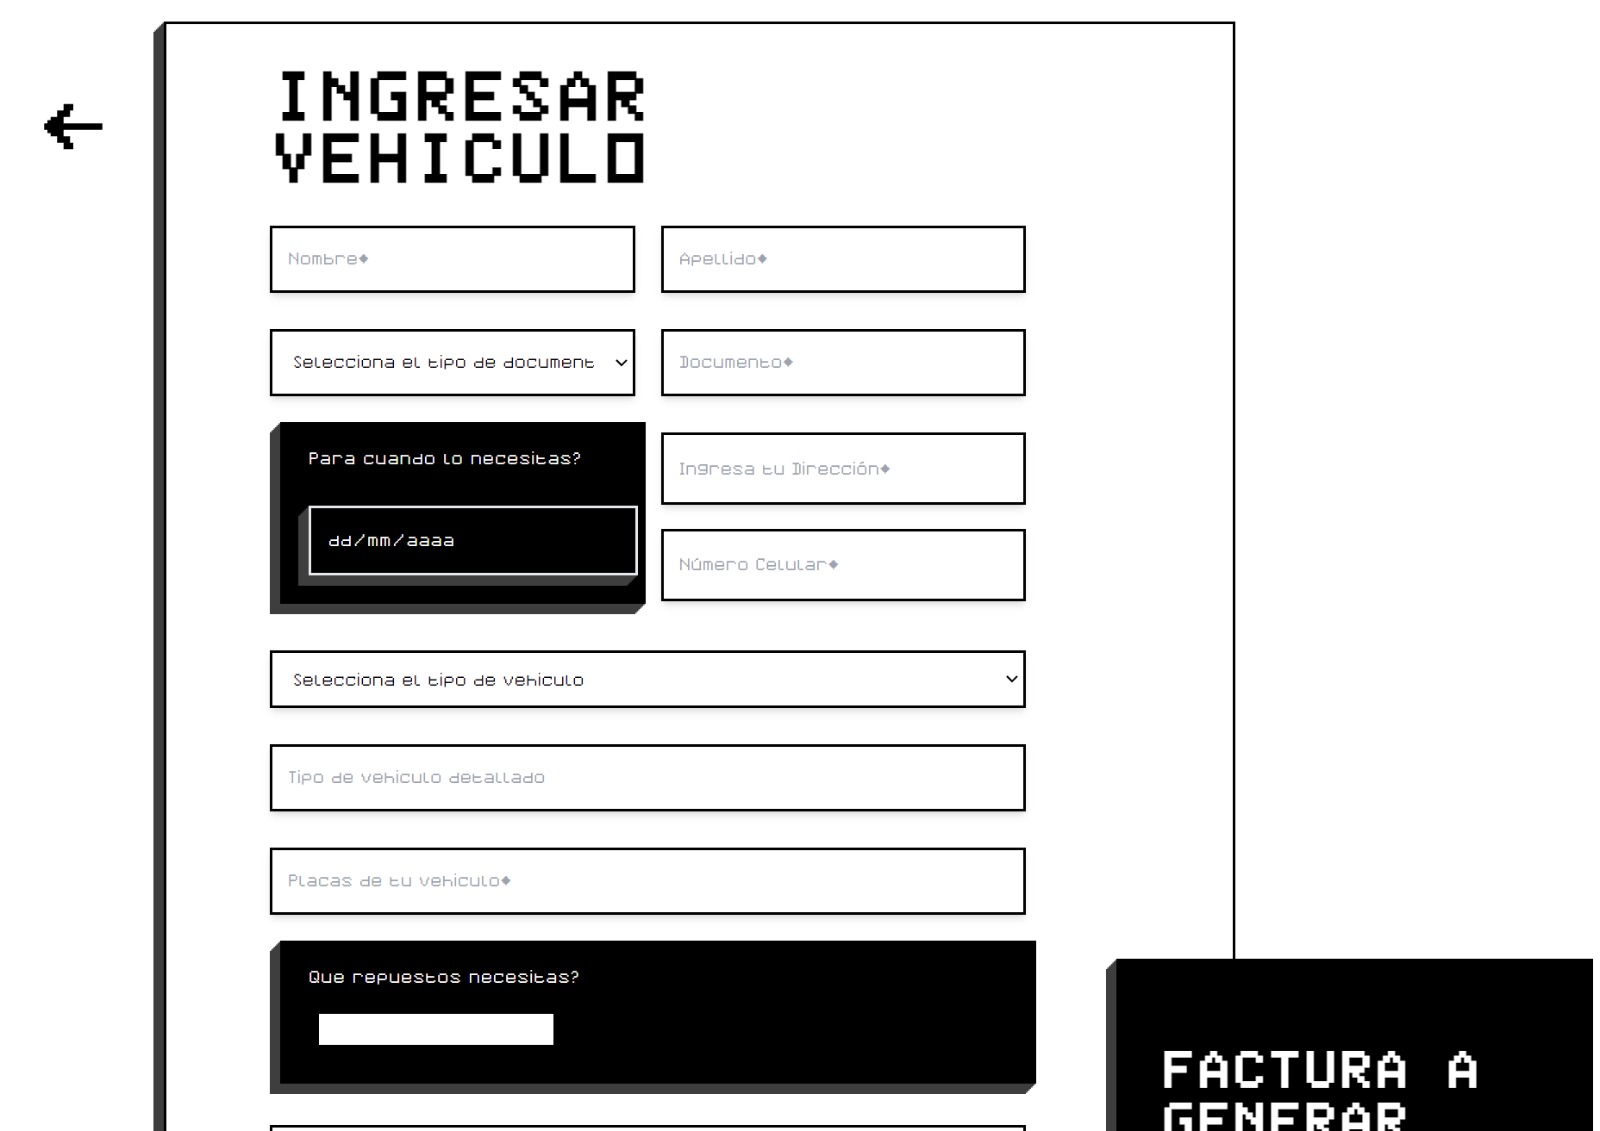 INGRESAR
VEHICULO
Nombre◆
Apellido◆
Selecciona el tipo de document
Documento◆
Para cuando lo necesitas?
dd/mm/aaaa
Ingresa tu Dirección◆
Número Celular◆
Selecciona el tipo de vehiculo
Tipo de vehiculo detallado
Placas de tu vehiculo◆
Que repuestos necesitas?
FACTURA A
GENERAR